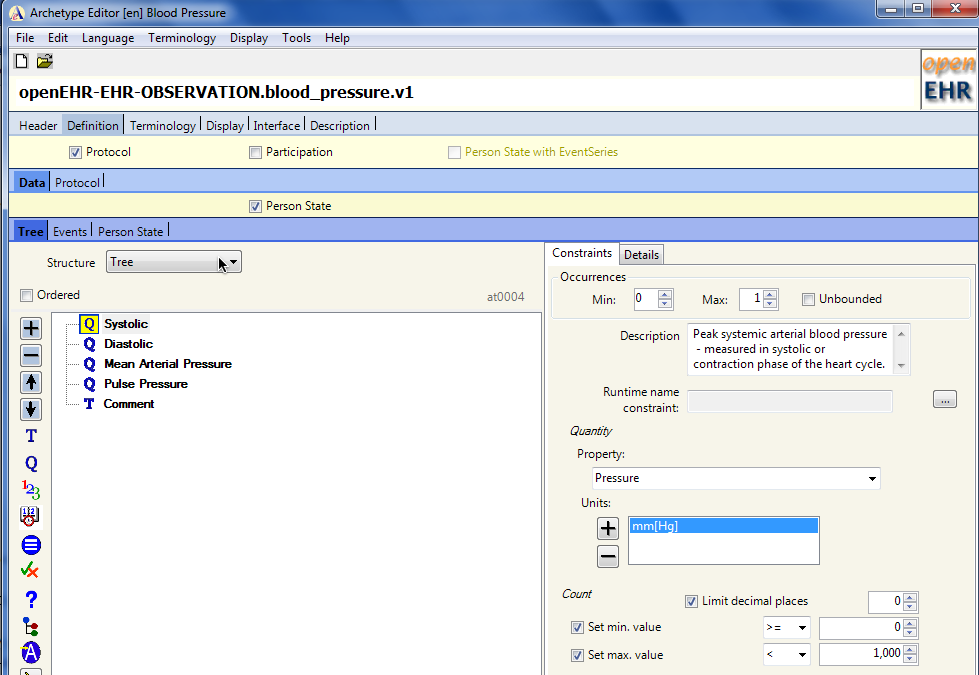 Archetype Editor [en] Blood Pressure
File Edit Language Terminology Display Tools Help
openEHR-EHR-OBSERVATION.blood_pressure.v1
open
EHR
Header Definition Terminology Display Interface Description
Protocol Participation Person State with EventSeries
Data Protocol
Person State
Tree Events Person State
Structure Tree
Ordered at0004
Q Systolic
Q Diastolic
Q Mean Arterial Pressure
Q Pulse Pressure
T Comment
T
Q
123
?
A
Constraints Details
Occurrences
Min: 0 Max: 1 Unbounded
Description Peak systemic arterial blood pressure
- measured in systolic or
contraction phase of the heart cycle.
Runtime name
constraint: ...
Quantity
Property:
Pressure
Units:
mm[Hg]
Count
Limit decimal places 0
Set min. value >= 0
Set max. value < 1,000